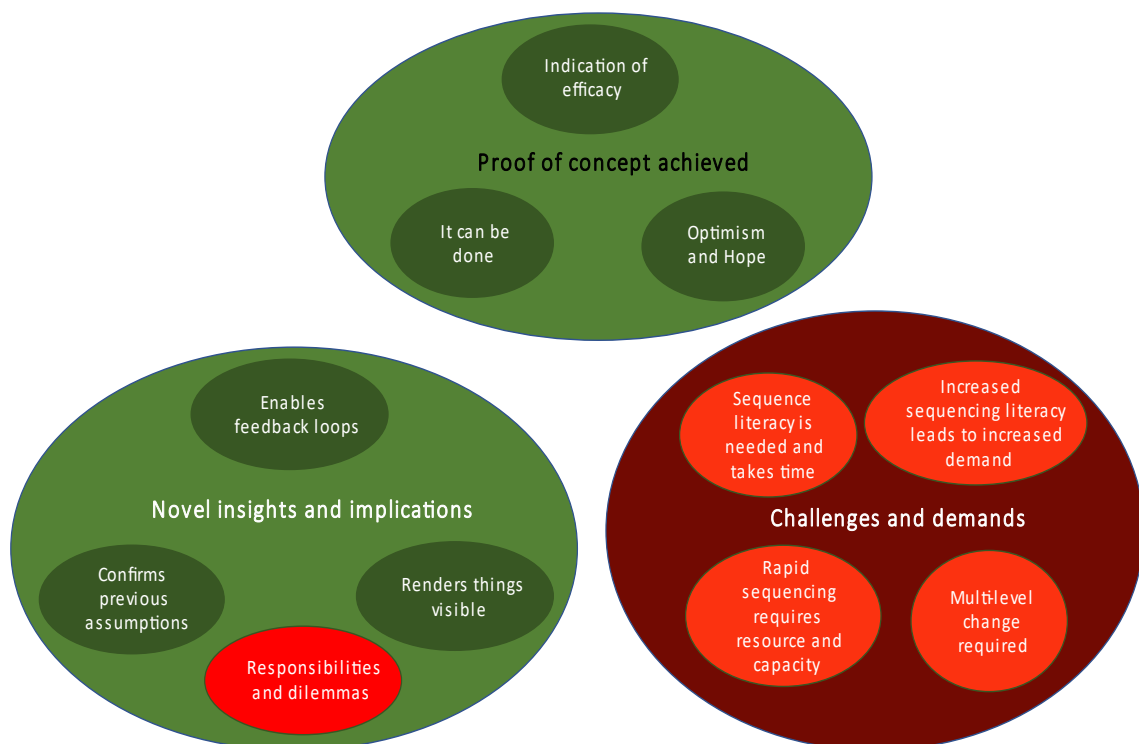 Indication of
efficacy
Proof of concept achieved
It can be
done
Optimism
and Hope
Enables
feedback loops
Novel insights and implications
Confirms
previous
assumptions
Renders things
visible
Responsibilities
and dilemmas
Sequence
literacy is
needed and
takes time
Increased
sequencing literacy
leads to increased
demand
Challenges and demands
Rapid
sequencing
requires
resource and
capacity
Multi-level
change
required